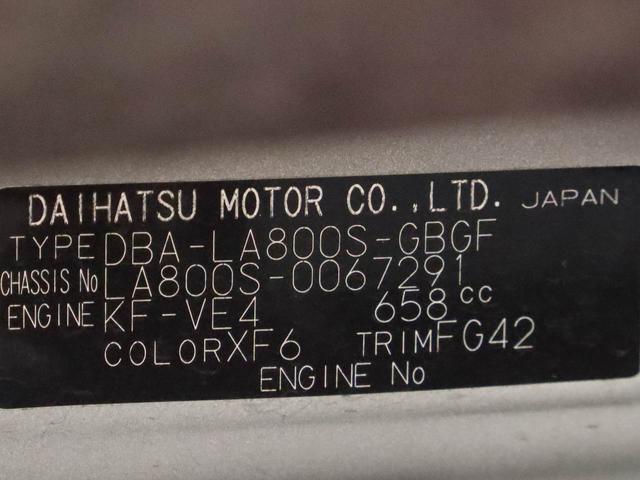 DAIHATSU MOTOR CO.,LTD. JAPAN
TYPE DBA-LA800S-GBGF
CHASSIS No LA800S-0067291
ENGINE KF-VE4 658cc
COLOR XF6 TRIM FG42
ENGINE No